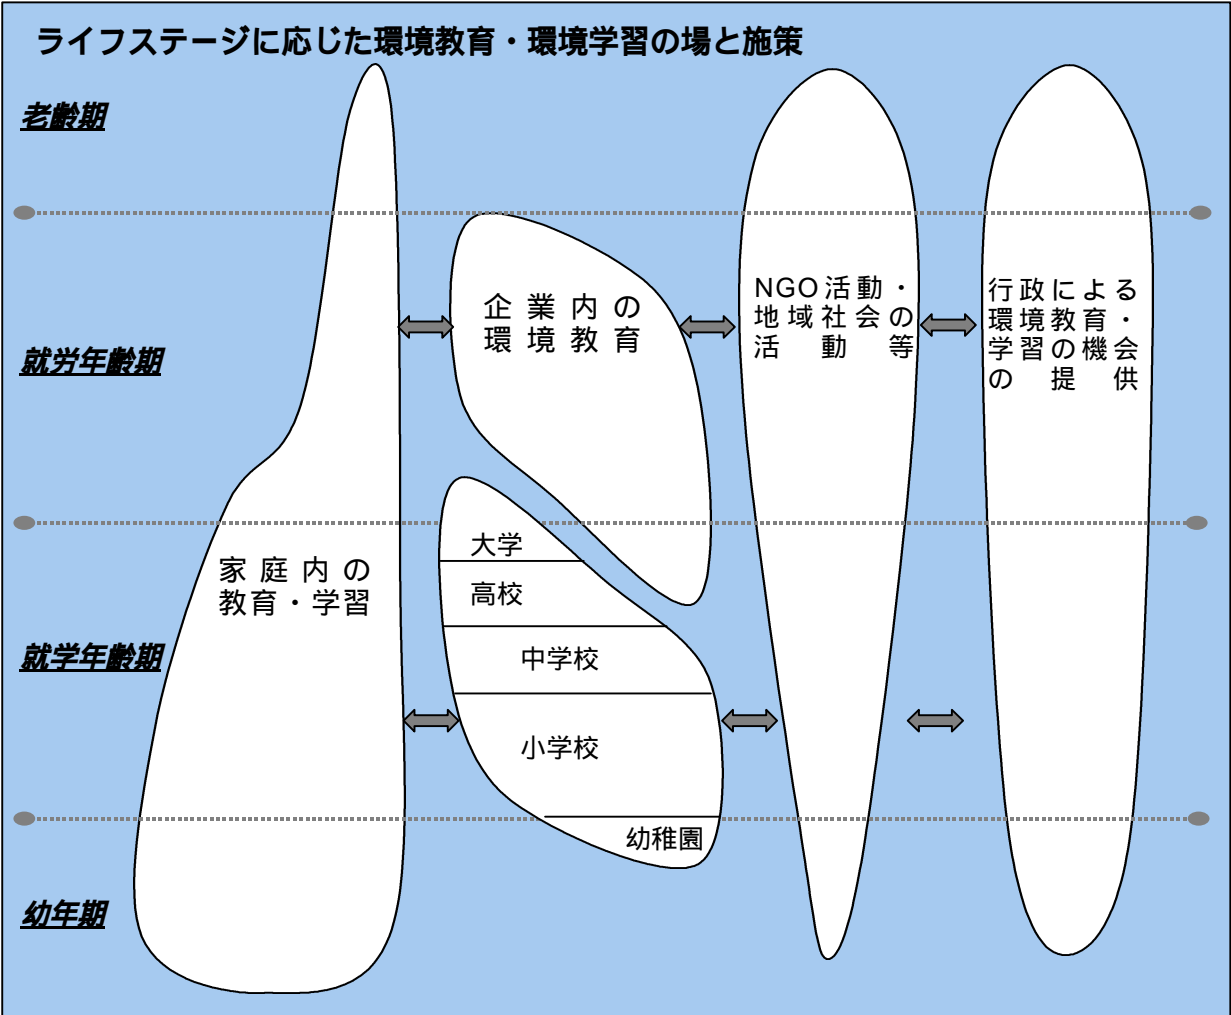 ライフステージに応じた環境教育・環境学習の場と施策
老齢期
企業内の
環境教育
NGO活動・
地域社会の
活動等
行政による
環境教育・
学習の機会
の提供
就労年齢期
大学
高校
家庭内の
教育・学習
中学校
就学年齢期
小学校
幼稚園
幼年期